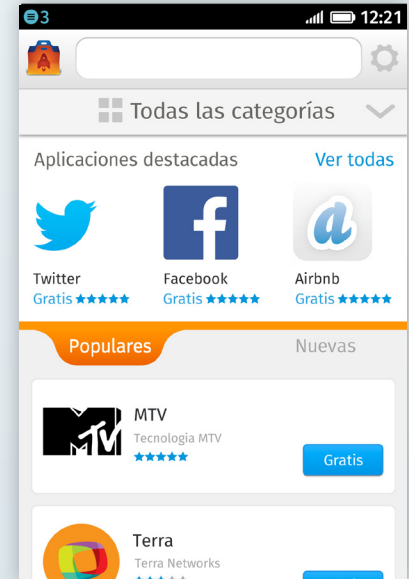 3 12:21
Todas las categorías
Aplicaciones destacadas Ver todas
Twitter Facebook Airbnb
Gratis Gratis Gratis
Populares Nuevas
MTV
Tecnologia MTV
Gratis
Terra
Terra Networks